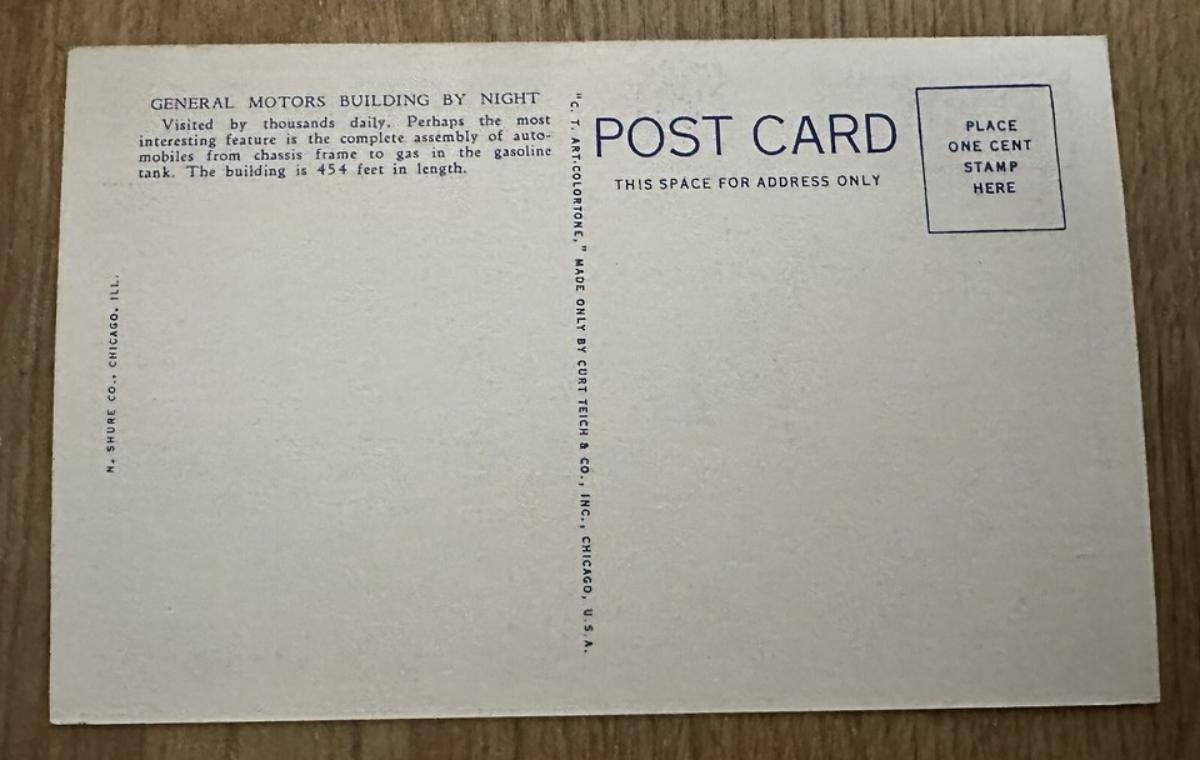 GENERAL MOTORS BUILDING BY NIGHT
Visited by thousands daily. Perhaps the most
interesting feature is the complete assembly of auto-
mobiles from chassis frame to gas in the gasoline
tank. The building is 454 feet in length.
N. SHURE CO., CHICAGO, ILL.
"C. T. ART-COLORTONE," MADE ONLY BY CURT TEICH & CO., INC., CHICAGO, U.S.A.
POST CARD
THIS SPACE FOR ADDRESS ONLY
PLACE
ONE CENT
STAMP
HERE